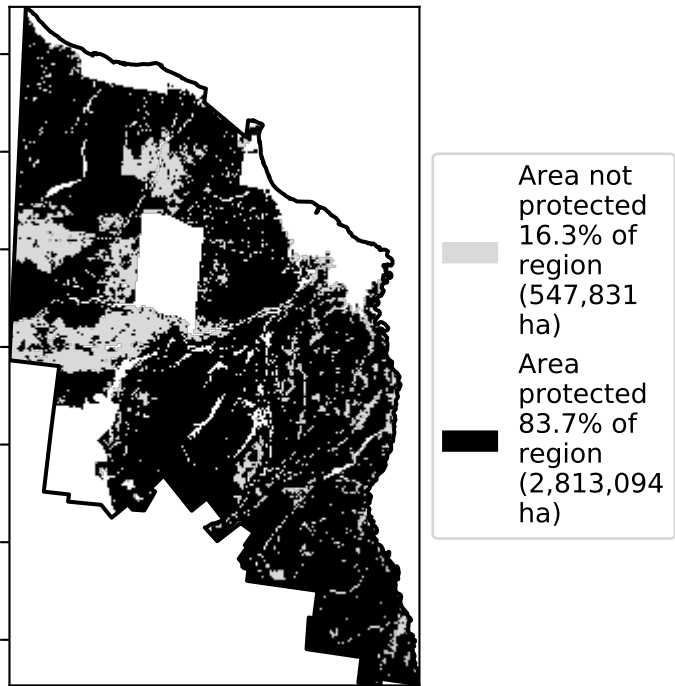 Area not
protected
16.3% of
region
(547,831
ha)
Area
protected
83.7% of
region
(2,813,094
ha)